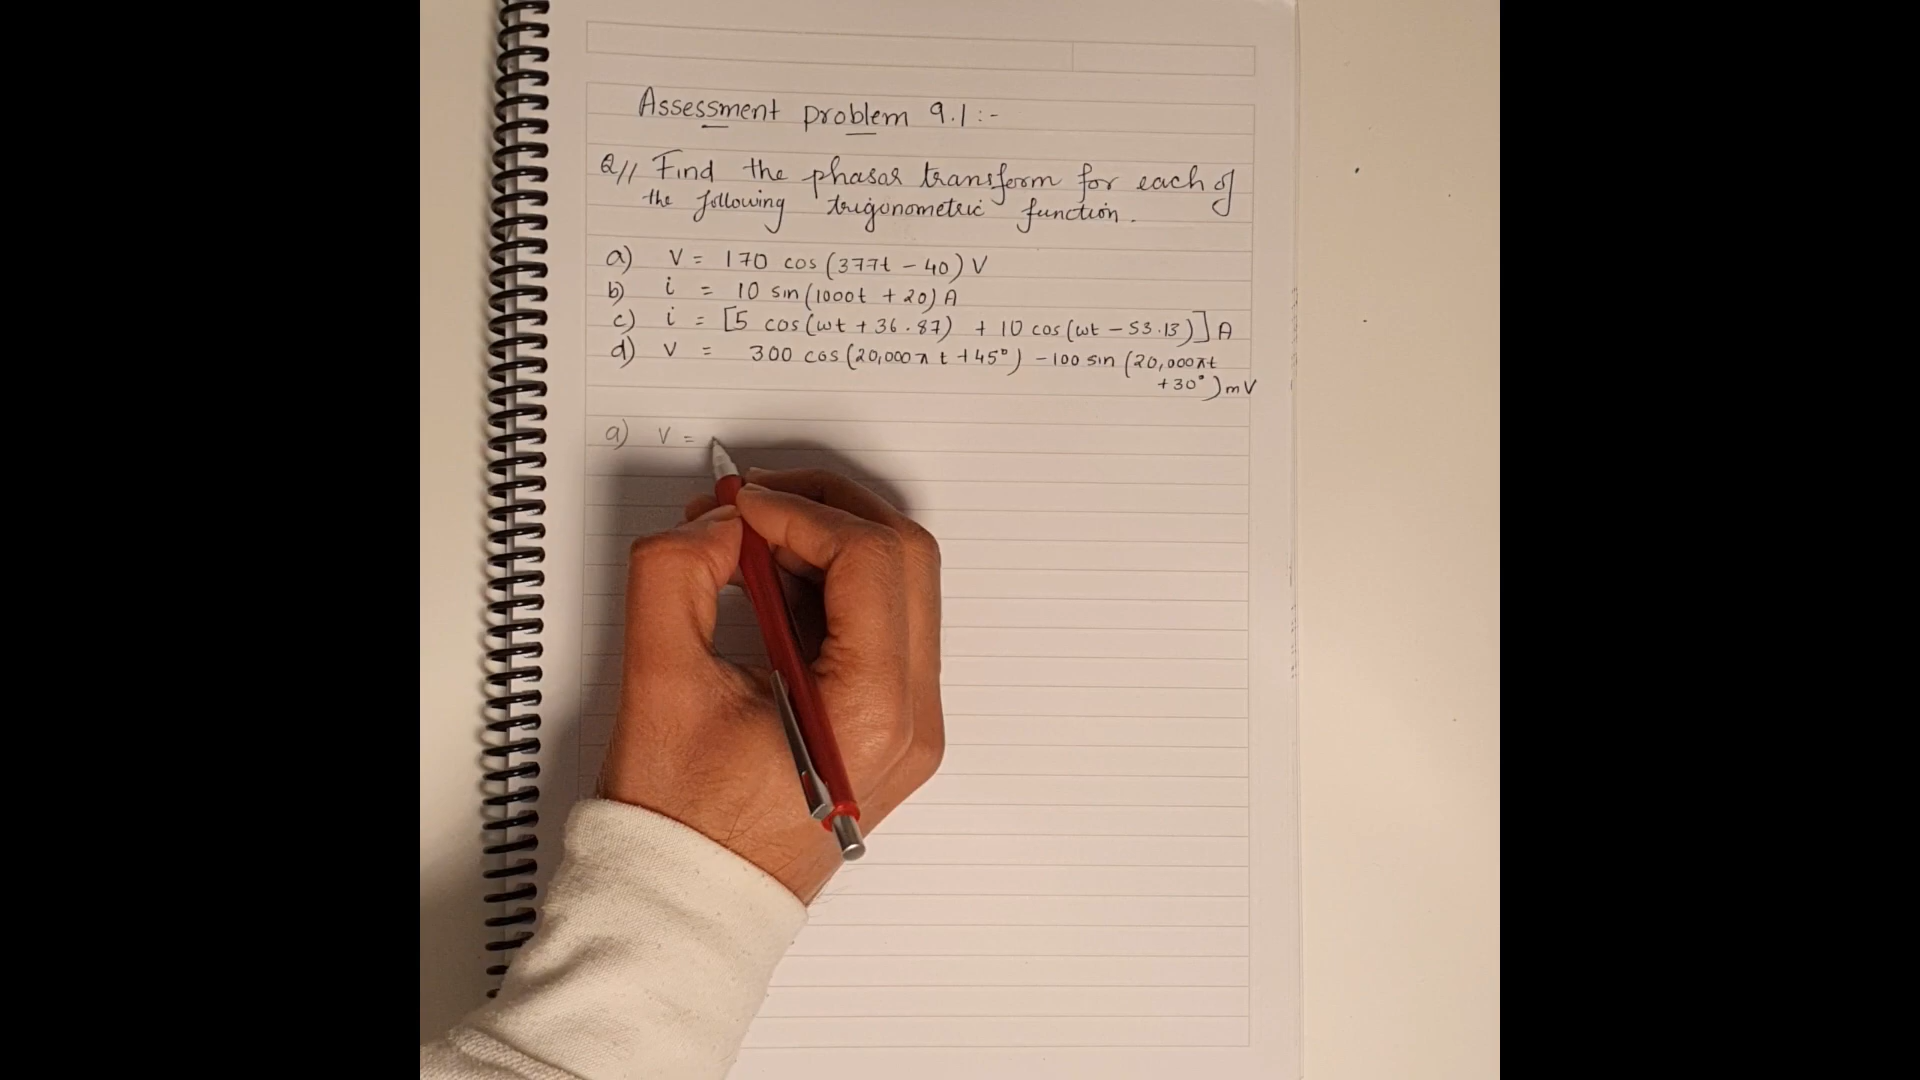 Assessment problem 9.1:-
Q// Find the phasor transform for each of
the following trigonometric function.
a) V = 170 cos(377t - 40) V
b) i = 10 sin(1000t + 20) A
c) i = [5 cos(ωt + 36.87) + 10 cos(ωt - 53.13)] A
d) V = 300 cos(20,000π t + 45°) - 100 sin (20,000πt
+30°) mV
a) V =